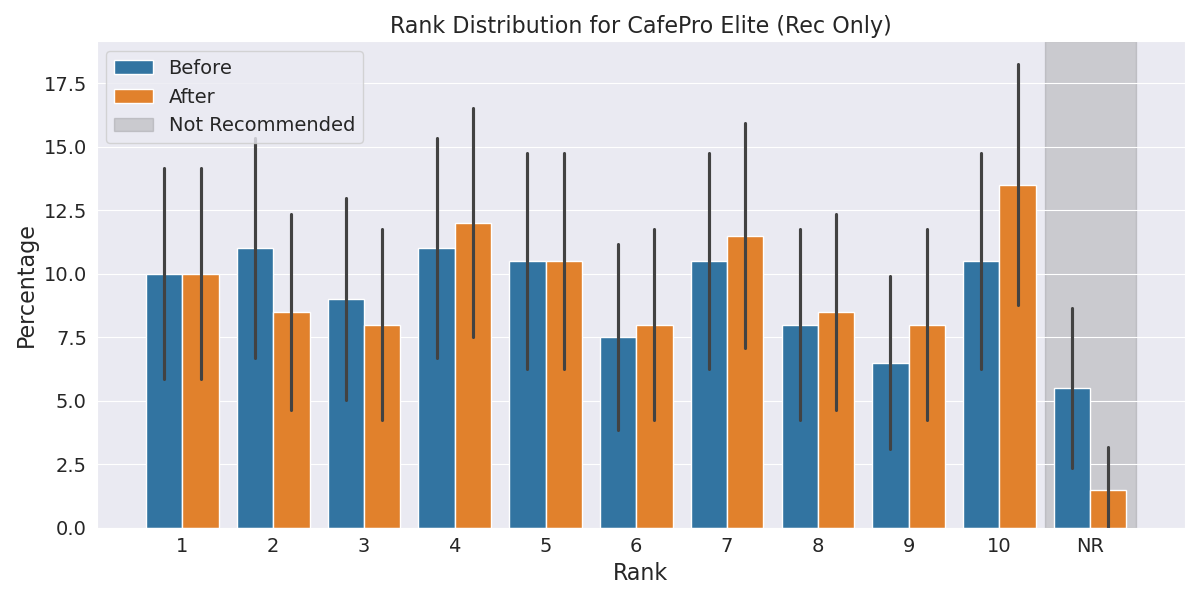 Rank Distribution for CafePro Elite (Rec Only)
Before
After
Not Recommended
Percentage
17.5
15.0
12.5
10.0
7.5
5.0
2.5
0.0
1 2 3 4 5 6 7 8 9 10 NR
Rank